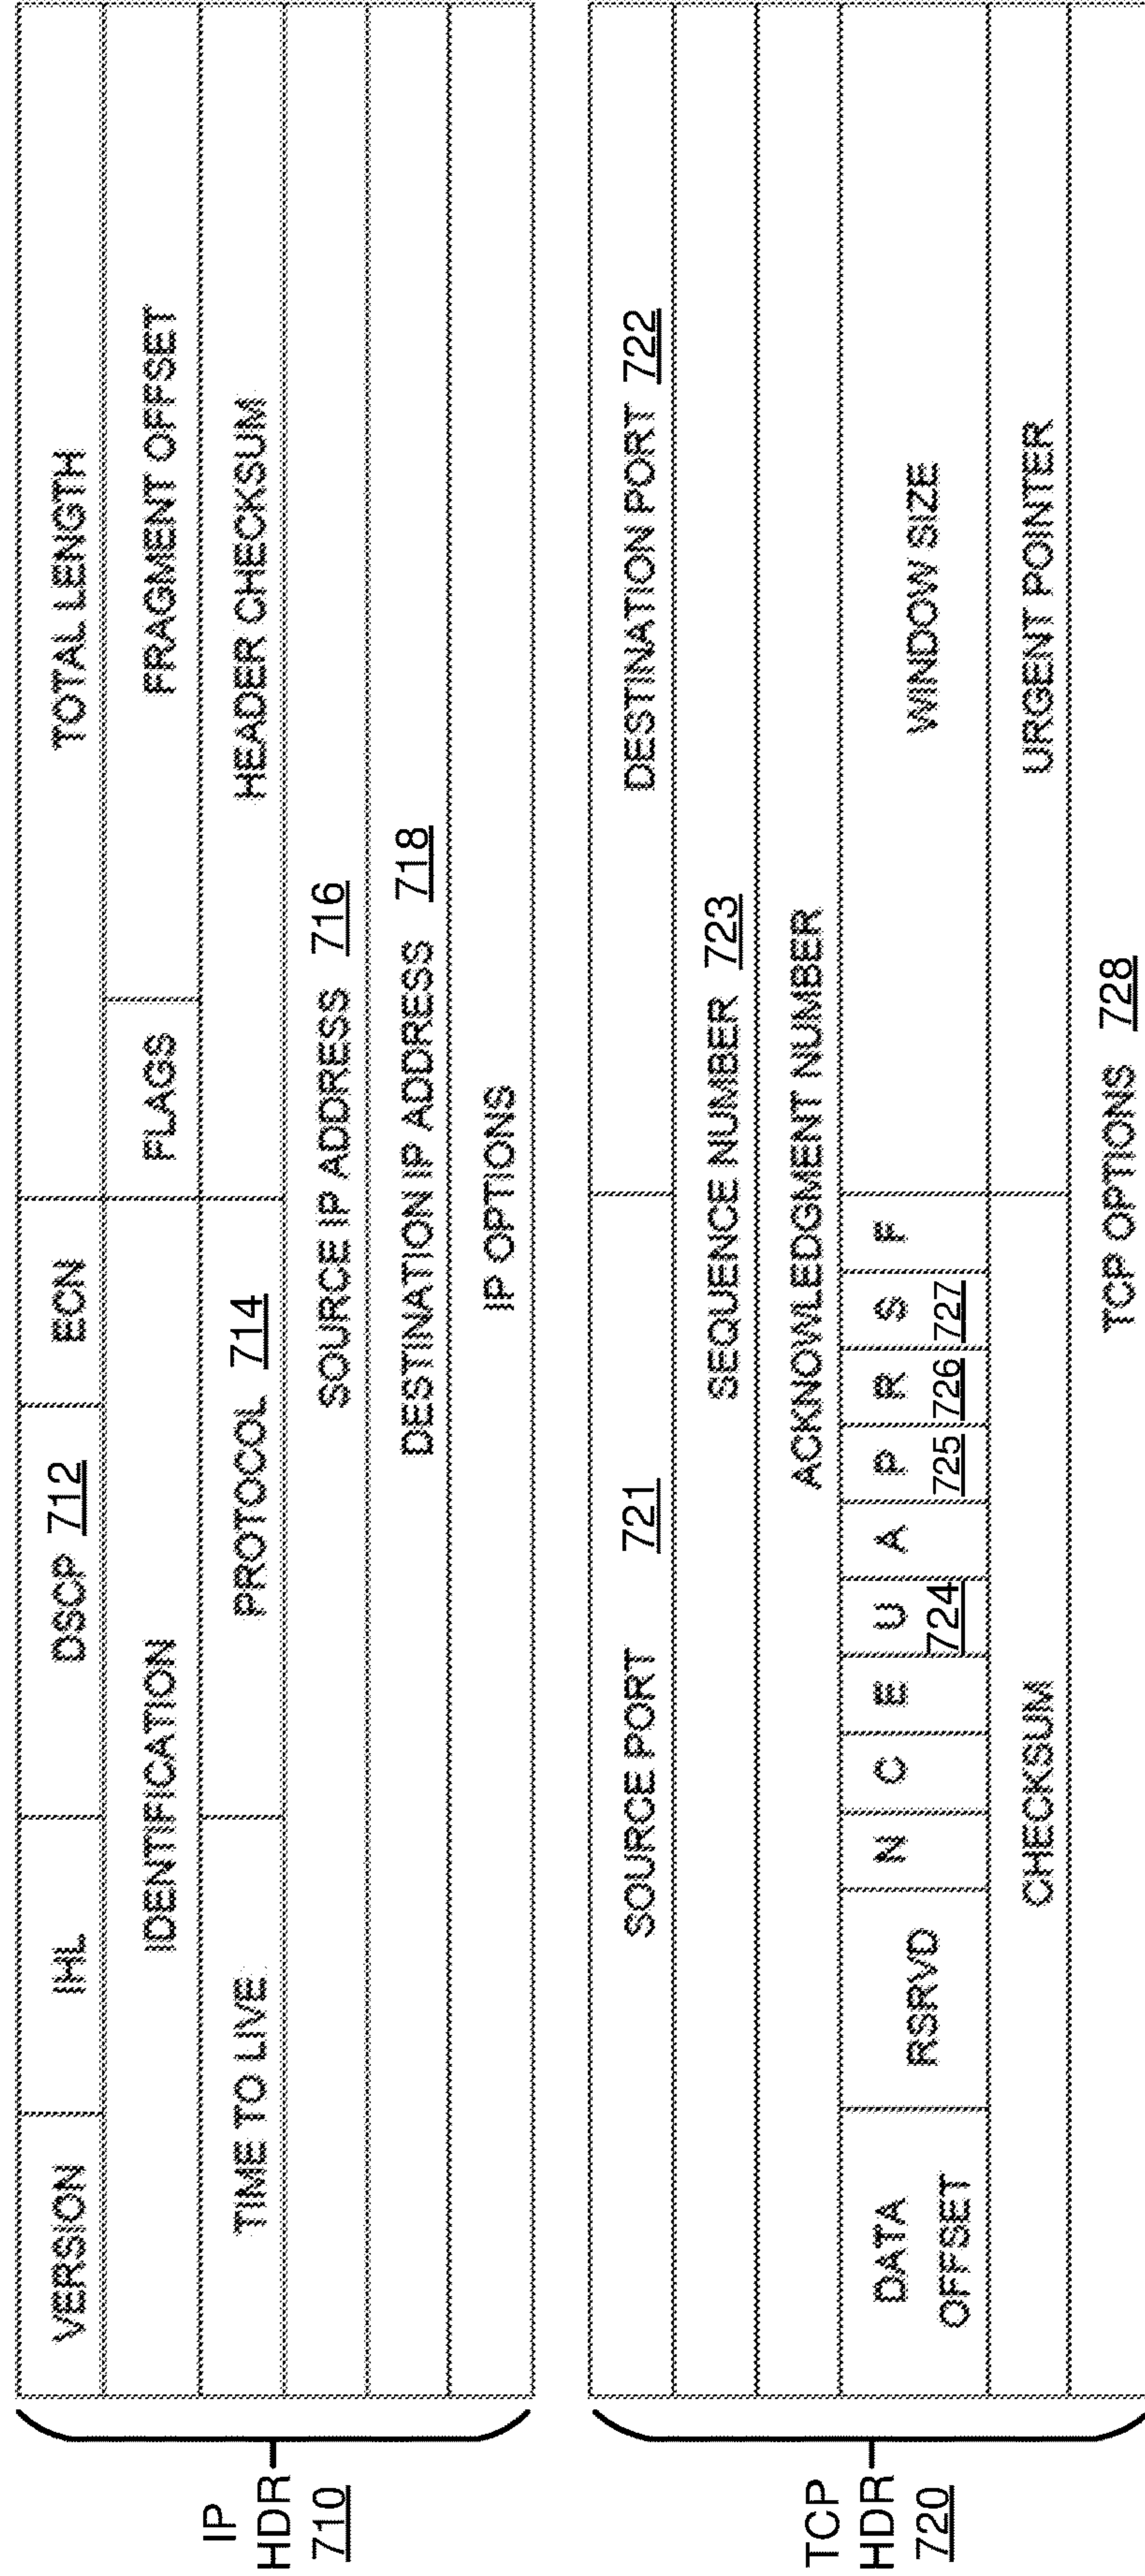 IP
HDR
710
VERSION IHL DSCP 712 ECN TOTAL LENGTH
IDENTIFICATION FLAGS FRAGMENT OFFSET
TIME TO LIVE PROTOCOL 714 HEADER CHECKSUM
SOURCE IP ADDRESS 716
DESTINATION IP ADDRESS 718
IP OPTIONS
TCP
HDR
720
SOURCE PORT 721 DESTINATION PORT 722
SEQUENCE NUMBER 723
ACKNOWLEDGMENT NUMBER
DATA
OFFSET
RSRVD
N C E U A P R S F
724 725 726 727
WINDOW SIZE
CHECKSUM URGENT POINTER
TCP OPTIONS 728